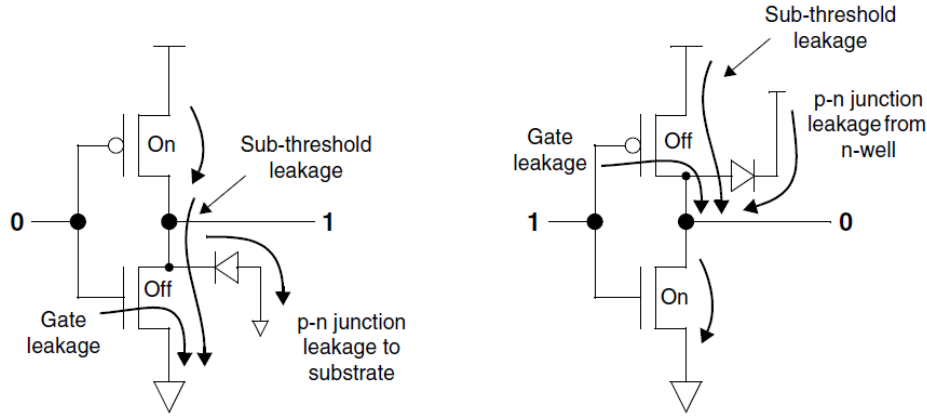 On
Sub-threshold
leakage
0
1
Off
Gate
leakage
p-n junction
leakage to
substrate
Sub-threshold
leakage
p-n junction
leakage from
n-well
Gate
leakage
Off
1
0
On